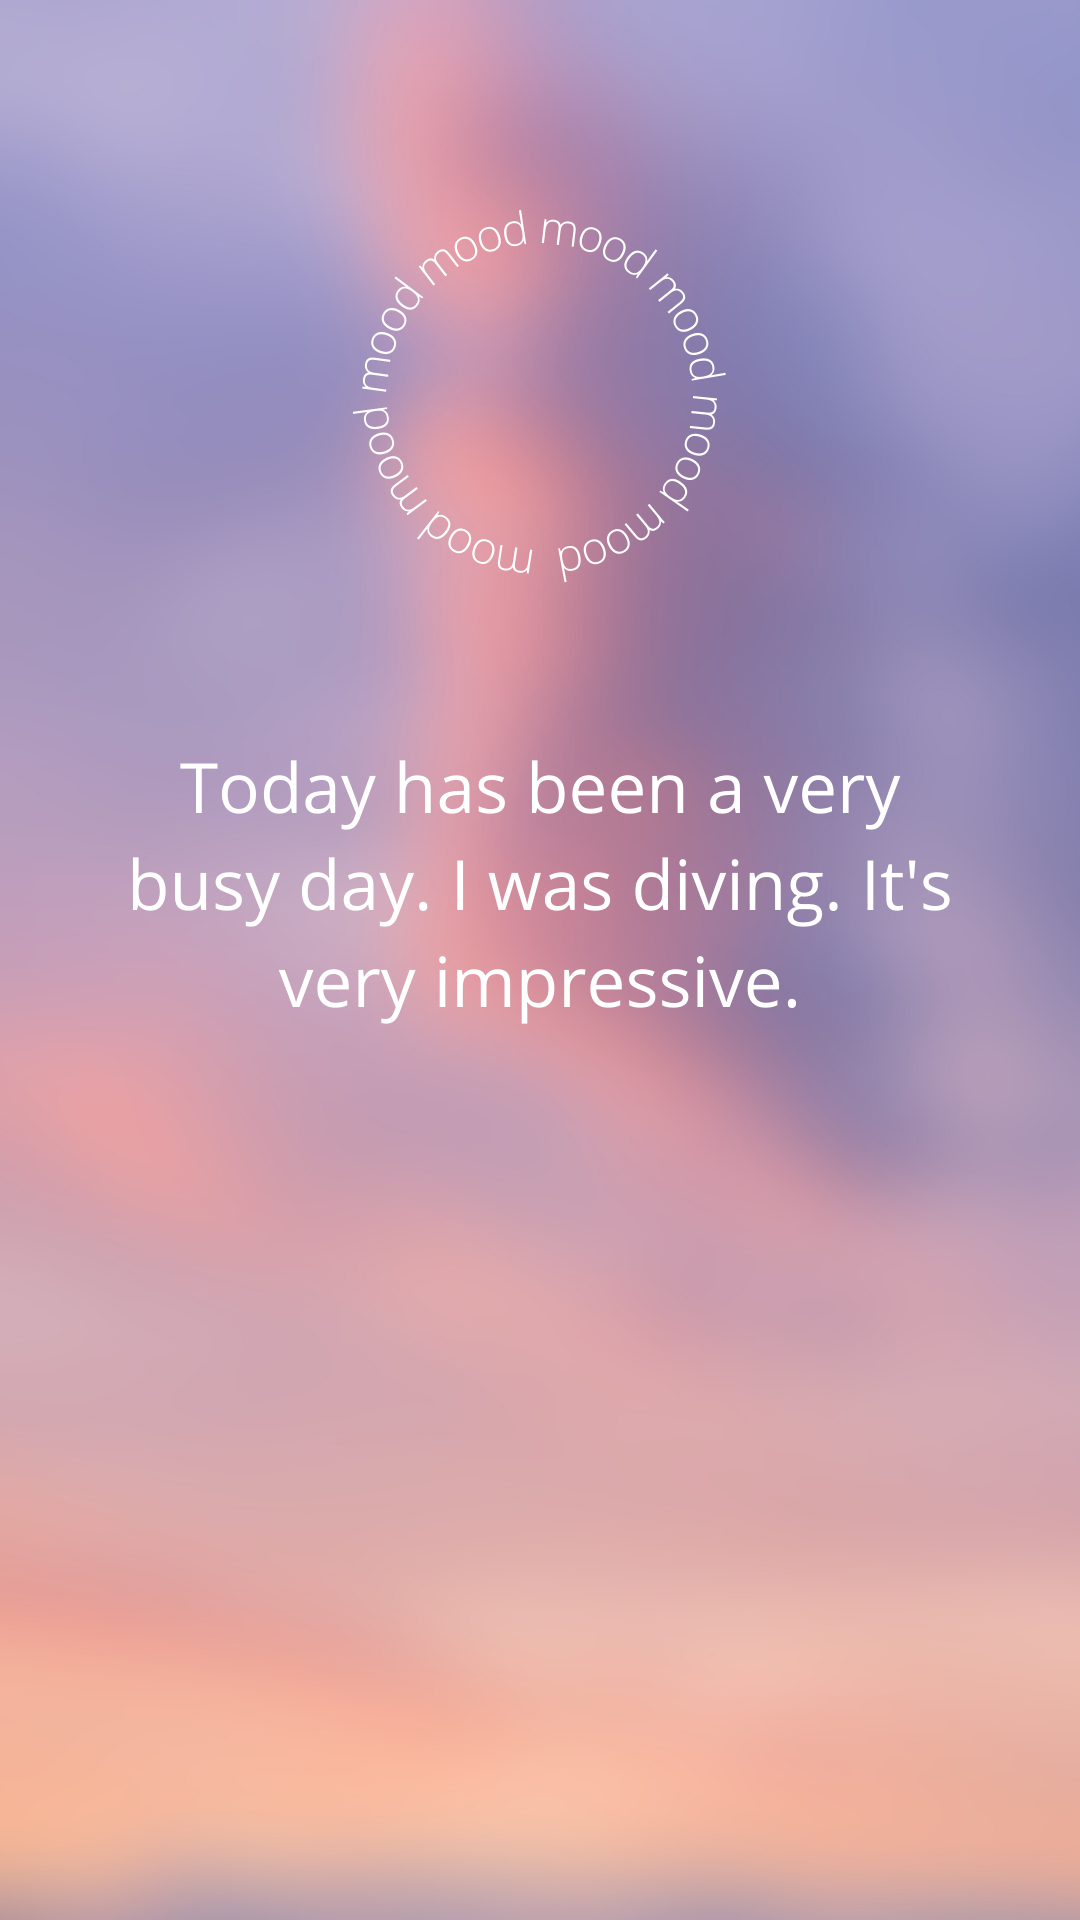 mood mood mood mood mood mood mood mood
Today has been a very
busy day. I was diving. It's
very impressive.